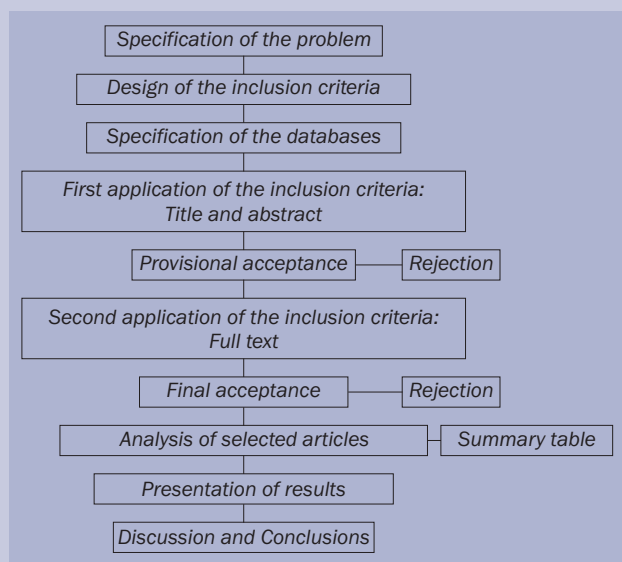 Specification of the problem
Design of the inclusion criteria
Specification of the databases
First application of the inclusion criteria:
Title and abstract
Provisional acceptance
Rejection
Second application of the inclusion criteria:
Full text
Final acceptance
Rejection
Analysis of selected articles
Summary table
Presentation of results
Discussion and Conclusions